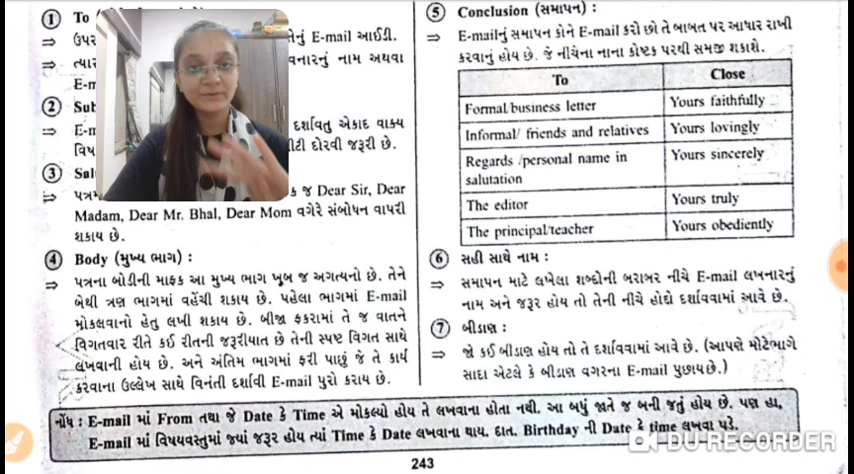 ① To
⇒ ઉપર
તેનું E-mail આઈડી.
⇒ ત્યાર
વનારનું નામ અથવા
E-m
② Sub
⇒ E-m
દર્શાવતુ એકાદ વાક્ય
વિષ
ીટી દોરવી જરૂરી છે.
③ Sal
⇒ પત્રમ
ક જ Dear Sir, Dear
Madam, Dear Mr. Bhal, Dear Mom વગેરે સંબોધન વાપરી
શકાય છે.
④ Body (મુખ્ય ભાગ) :
⇒ પત્રના બોડીની માફક આ મુખ્ય ભાગ ખુબ જ અગત્યનો છે. તેને
બેથી ત્રણ ભાગમાં વહેંચી શકાય છે. પહેલા ભાગમાં E-mail
મોકલવાનો હેતુ લખી શકાય છે. બીજા ફકરામાં તે જ વાતને
વિગતવાર રીતે કઈ રીતની જરૂરીયાત છે તેની સ્પષ્ટ વિગત સાથે
લખવાની હોય છે. અને અંતિમ ભાગમાં ફરી પાછું જે તે કાર્ય
કરવાના ઉલ્લેખ સાથે વિનંતી દર્શાવી E-mail પુરો કરાય છે.
⑤ Conclusion (સમાપન) :
⇒ E-mailનું સમાપન કોને E-mail કરો છો તે બાબત પર આધાર રાખી
કરવાનું હોય છે. જે નીચેના નાના કોષ્ટક પરથી સમજી શકાશે.
To Close
Formal/business letter Yours faithfully
Informal/ friends and relatives Yours lovingly
Regards /personal name in Yours sincerely
salutation
The editor Yours truly
The principal/teacher Yours obediently
⑥ સહી સાથે નામ :
⇒ સમાપન માટે લખેલા શબ્દોની બરાબર નીચે E-mail લખનારનું
નામ અને જરૂર હોય તો તેની નીચે હોદ્દો દર્શાવવામાં આવે છે.
⑦ બીડાણ :
⇒ જો કઈ બીડાણ હોય તો તે દર્શાવવામાં આવે છે. (આપણે મોટેભાગે
સાદા એટલે કે બીડાણ વગરના E-mail પુછાય છે.)
નોંધ : E-mail માં From તથા જે Date કે Time એ મોકલ્યો હોય તે લખવાના હોતા નથી. આ બધું જાતે જ બની જતું હોય છે. પણ હા,
E-mail માં વિષયવસ્તુમાં જ્યાં જરૂર હોય ત્યાં Time કે Date લખવાના થાય. દાત. Birthday ની Date કે time લખવા પડે.
DU RECORDER
243